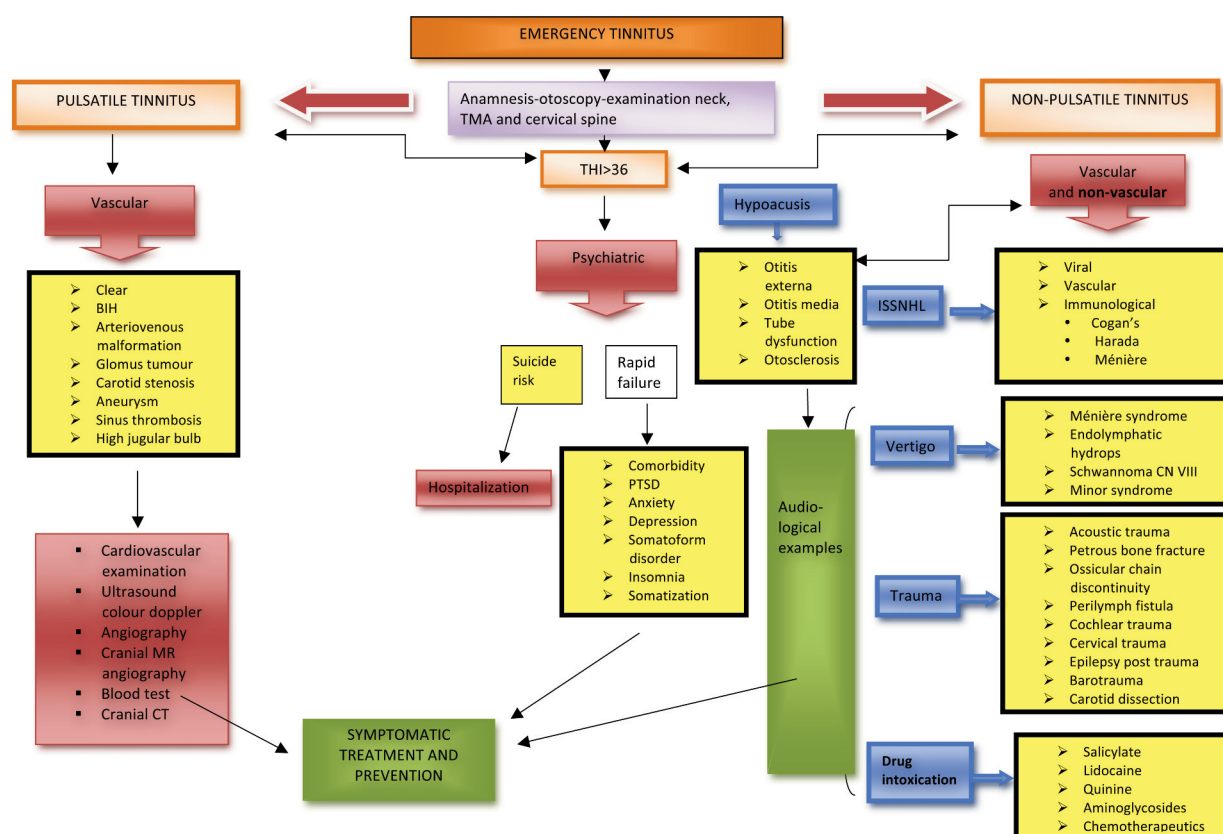 EMERGENCY TINNITUS
PULSATILE TINNITUS
Anamnesis-otoscopy-examination neck,
TMA and cervical spine
NON-PULSATILE TINNITUS
THI>36
Vascular
Vascular
and non-vascular
Hypoacusis
Psychiatric
Clear
BIH
Arteriovenous
malformation
Glomus tumour
Carotid stenosis
Aneurysm
Sinus thrombosis
High jugular bulb
Otitis
externa
Otitis media
Tube
dysfunction
Otosclerosis
ISSNHL
Viral
Vascular
Immunological
Cogan's
Harada
Ménière
Suicide
risk
Rapid
failure
Hospitalization
Comorbidity
PTSD
Anxiety
Depression
Somatoform
disorder
Insomnia
Somatization
Audio-
logical
examples
Vertigo
Ménière syndrome
Endolymphatic
hydrops
Schwannoma CN VIII
Minor syndrome
Cardiovascular
examination
Ultrasound
colour doppler
Angiography
Cranial MR
angiography
Blood test
Cranial CT
Trauma
Acoustic trauma
Petrous bone fracture
Ossicular chain
discontinuity
Perilymph fistula
Cochlear trauma
Cervical trauma
Epilepsy post trauma
Barotrauma
Carotid dissection
SYMPTOMATIC
TREATMENT AND
PREVENTION
Drug
intoxication
Salicylate
Lidocaine
Quinine
Aminoglycosides
Chemotherapeutics